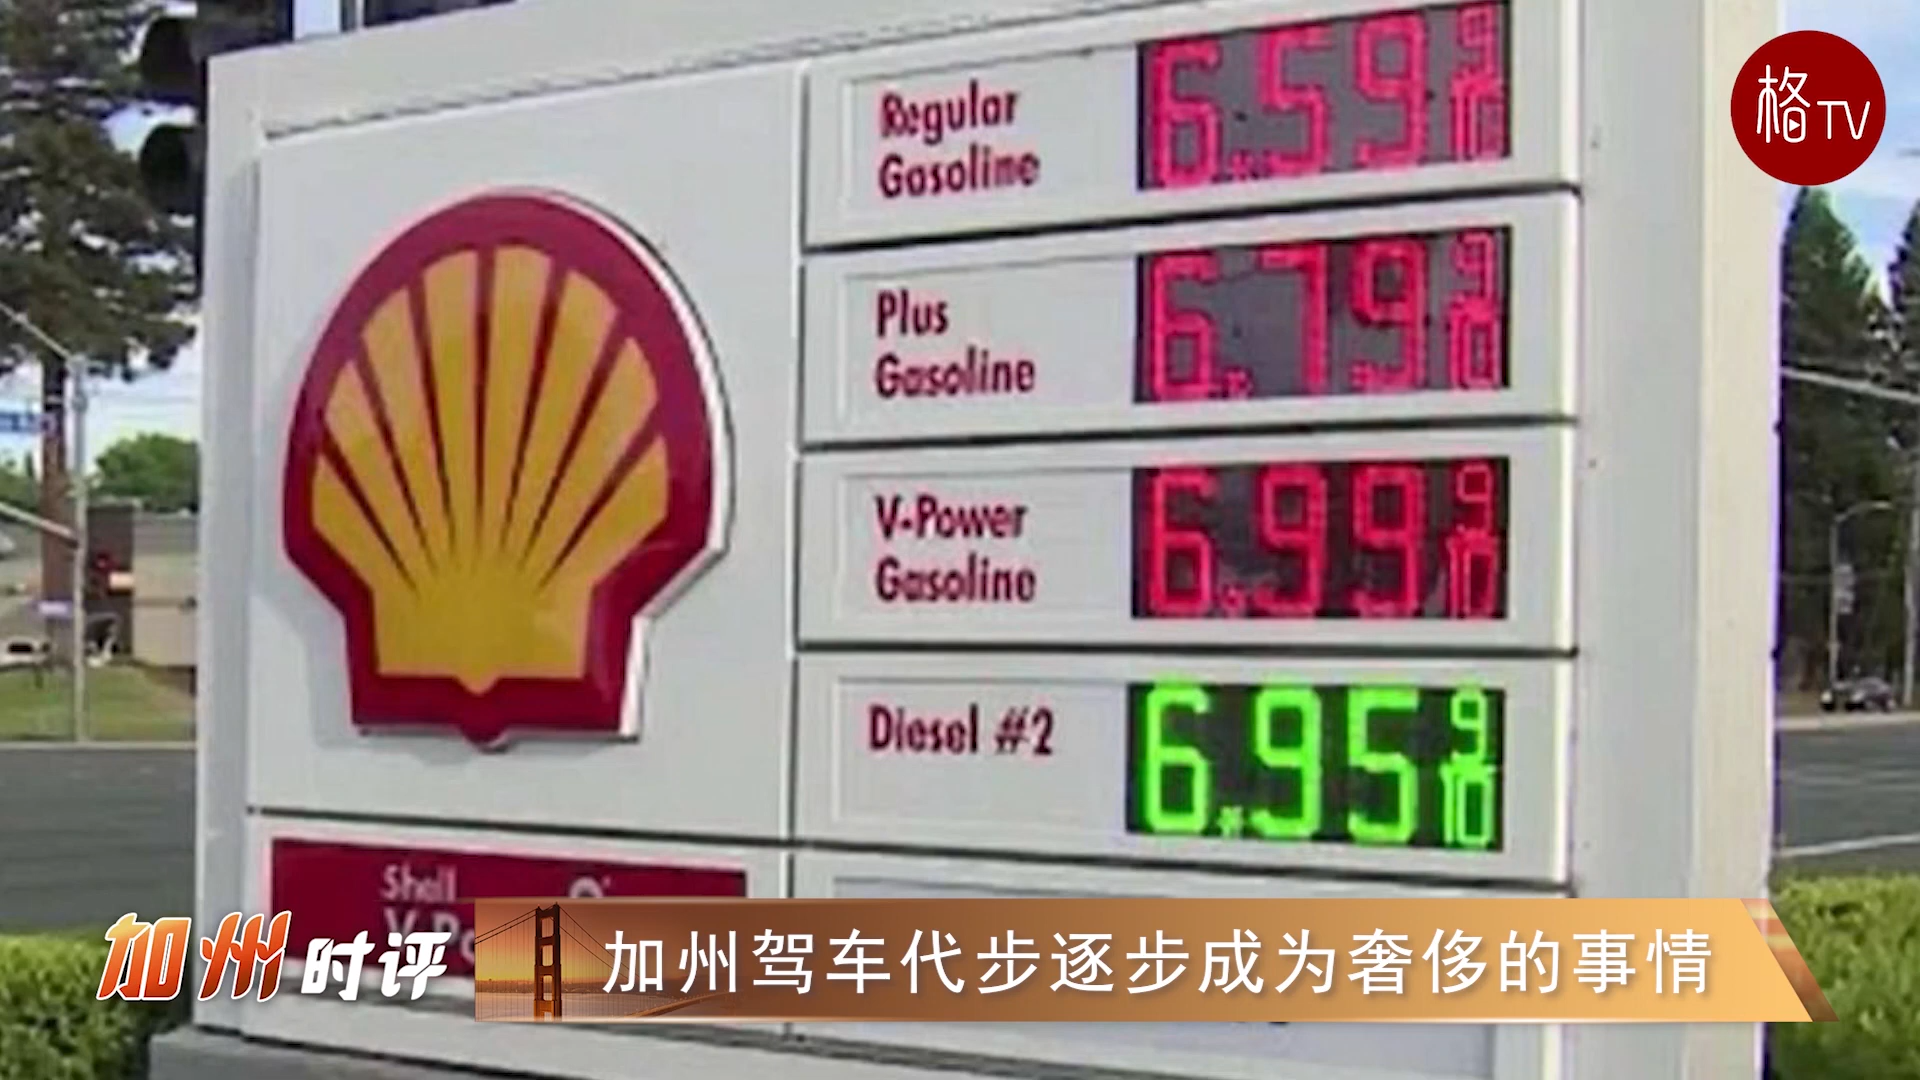 格TV
Regular
Gasoline
6.59 9/10
Plus
Gasoline
6.79 9/10
V-Power
Gasoline
6.99 9/10
Diesel #2
6.95 9/10
Shell
加州时评
加州驾车代步逐步成为奢侈的事情